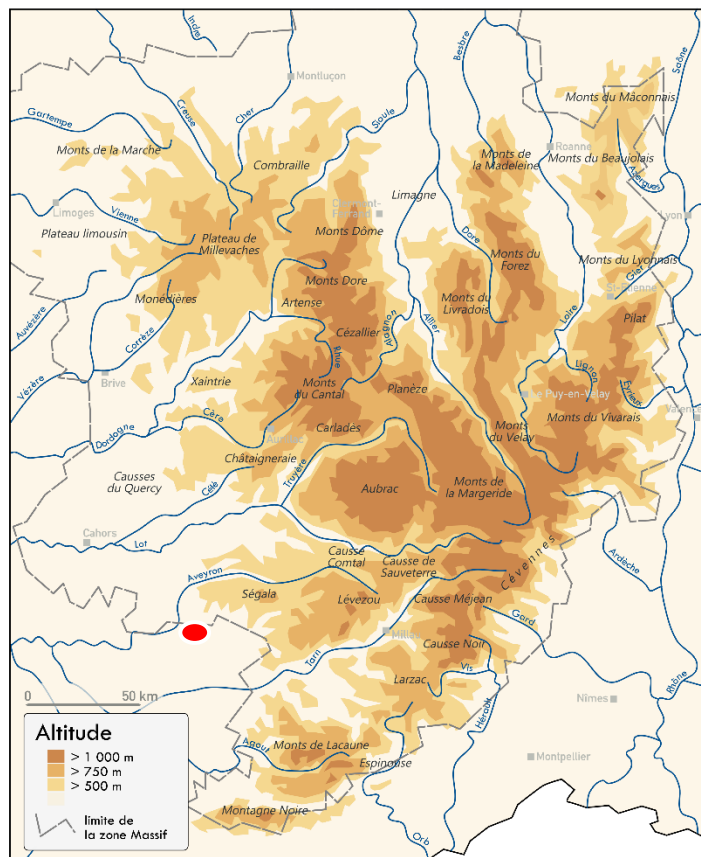 Indre
Besbre
Saône
Montluçon
Cher
Creuse
Sioule
Monts du Mâconnais
Gartempe
Monts de la Marche
Combraille
Monts de
la Madeleine
Roanne
Monts du Beaujolais
Azergues
Limagne
Limoges
Vienne
Clermont-
Ferrand
Lyon
Plateau limousin
Plateau de
Millevaches
Monts Dôme
Dore
Monts du
Forez
Monts du Lyonnais
Gier
Monts Dore
Monédières
Artense
Monts du
Livradois
St-Etienne
Loire
Pilat
Auvézère
Corrèze
Cézallier
Alagnon
Allier
Vézère
Brive
Rhue
Xaintrie
Monts
du Cantal
Planèze
Lignon
Le Puy-en-Velay
Eyrieux
Valence
Cère
Monts
du Velay
Monts du Vivarais
Dordogne
Aurillac
Carladès
Châtaigneraie
Truyère
Causses
du Quercy
Célé
Aubrac
Monts de
la Margeride
Cahors
Lot
Ardèche
Causse
Comtal
Causse de
Sauveterre
Cévennes
Aveyron
Ségala
Lévezou
Causse Méjean
Gard
Millau
Causse Noir
Tarn
Larzac
Vis
Hérault
Rhône
Nîmes
0
50 km
Altitude
> 1 000 m
> 750 m
> 500 m
limite de
la zone Massif
Agout
Monts de Lacaune
Espinouse
Montpellier
Montagne Noire
Orb